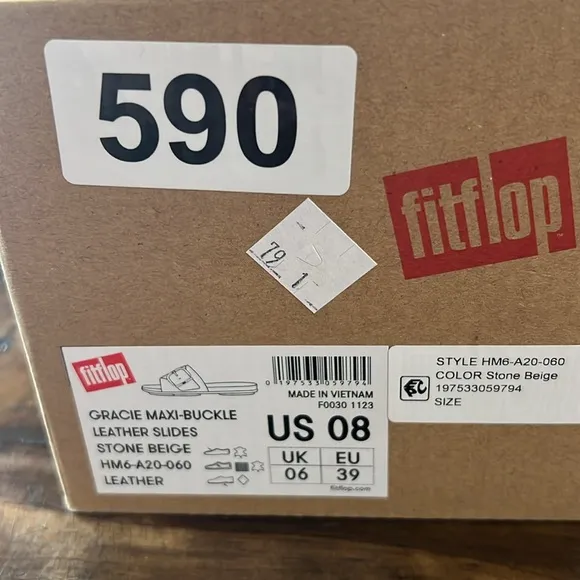 590
fitflop
79
fitflop
0 197533 059794
MADE IN VIETNAM
F0030 1123
GRACIE MAXI-BUCKLE
LEATHER SLIDES
STONE BEIGE
HM6-A20-060
LEATHER
US 08
UK EU
06 39
fitflop.com
STYLE HM6-A20-060
COLOR Stone Beige
197533059794
SIZE